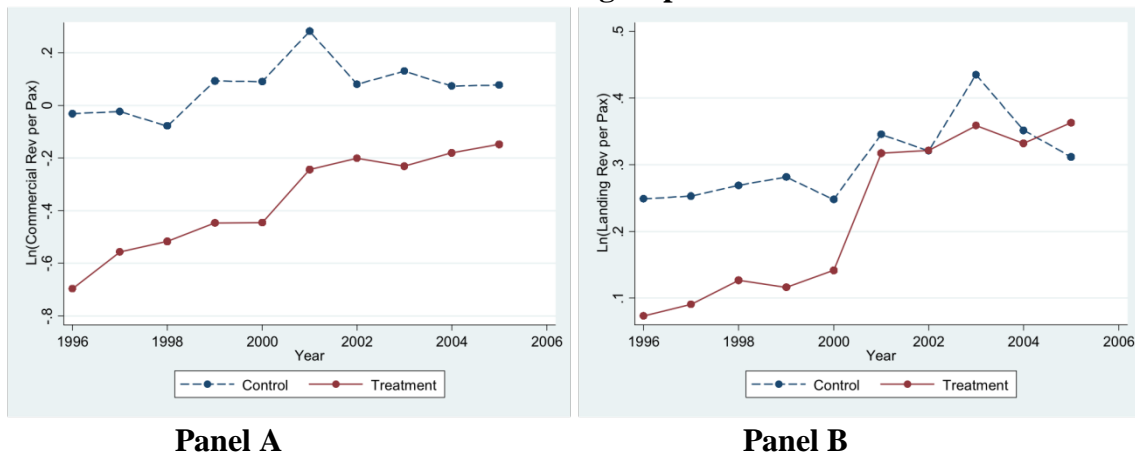 .2
0
-.2
-.4
-.6
-.8
Ln(Commercial Rev per Pax)
1996
1998
2000
2002
2004
2006
Year
Control
Treatment
.5
.4
.3
.2
.1
Ln(Landing Rev per Pax)
1996
1998
2000
2002
2004
2006
Year
Control
Treatment
Panel A
Panel B